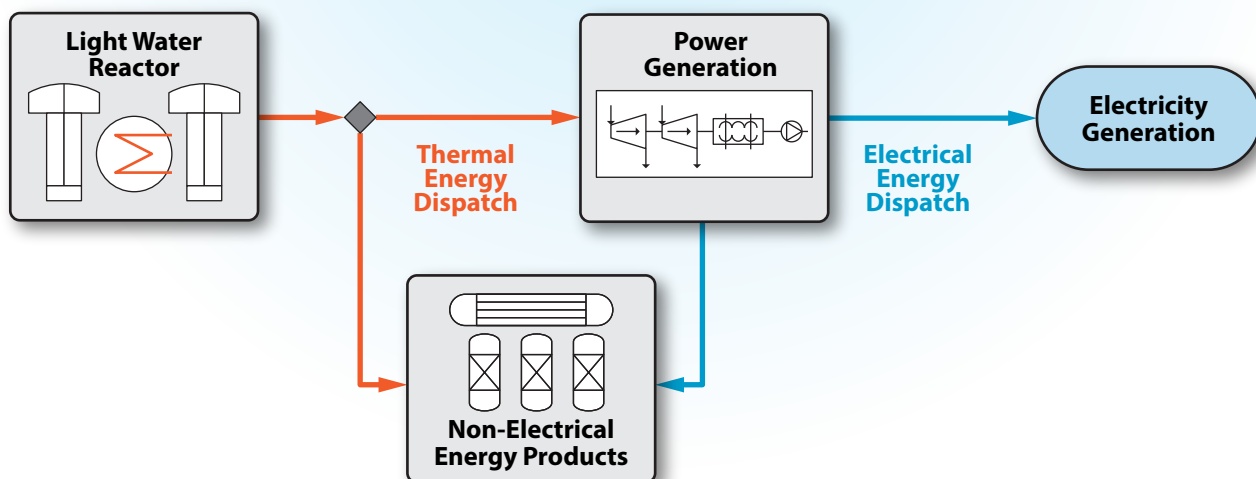 Light Water
Reactor
Power
Generation
Electricity
Generation
Thermal
Energy
Dispatch
Electrical
Energy
Dispatch
Non-Electrical
Energy Products